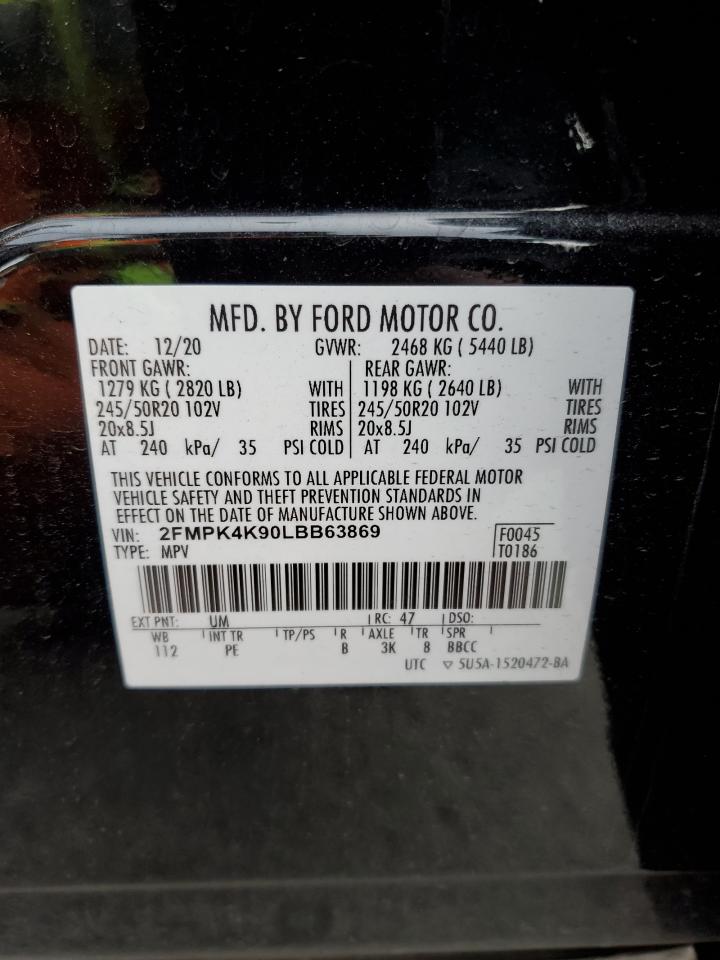 MFD. BY FORD MOTOR CO.
DATE: 12/20 GVWR: 2468 KG ( 5440 LB)
FRONT GAWR: REAR GAWR:
1279 KG ( 2820 LB) WITH 1198 KG ( 2640 LB) WITH
245/50R20 102V TIRES 245/50R20 102V TIRES
20x8.5J RIMS 20x8.5J RIMS
AT 240 kPa/ 35 PSI COLD AT 240 kPa/ 35 PSI COLD
THIS VEHICLE CONFORMS TO ALL APPLICABLE FEDERAL MOTOR
VEHICLE SAFETY AND THEFT PREVENTION STANDARDS IN
EFFECT ON THE DATE OF MANUFACTURE SHOWN ABOVE.
VIN: 2FMPK4K90LBB63869 F0045
TYPE: MPV T0186
EXT PNT: UM RC: 47 DSO:
WB INT TR TP/PS R AXLE TR SPR
112 PE B 3K 8 BBCC
UTC ▽ 5U5A-1520472-BA